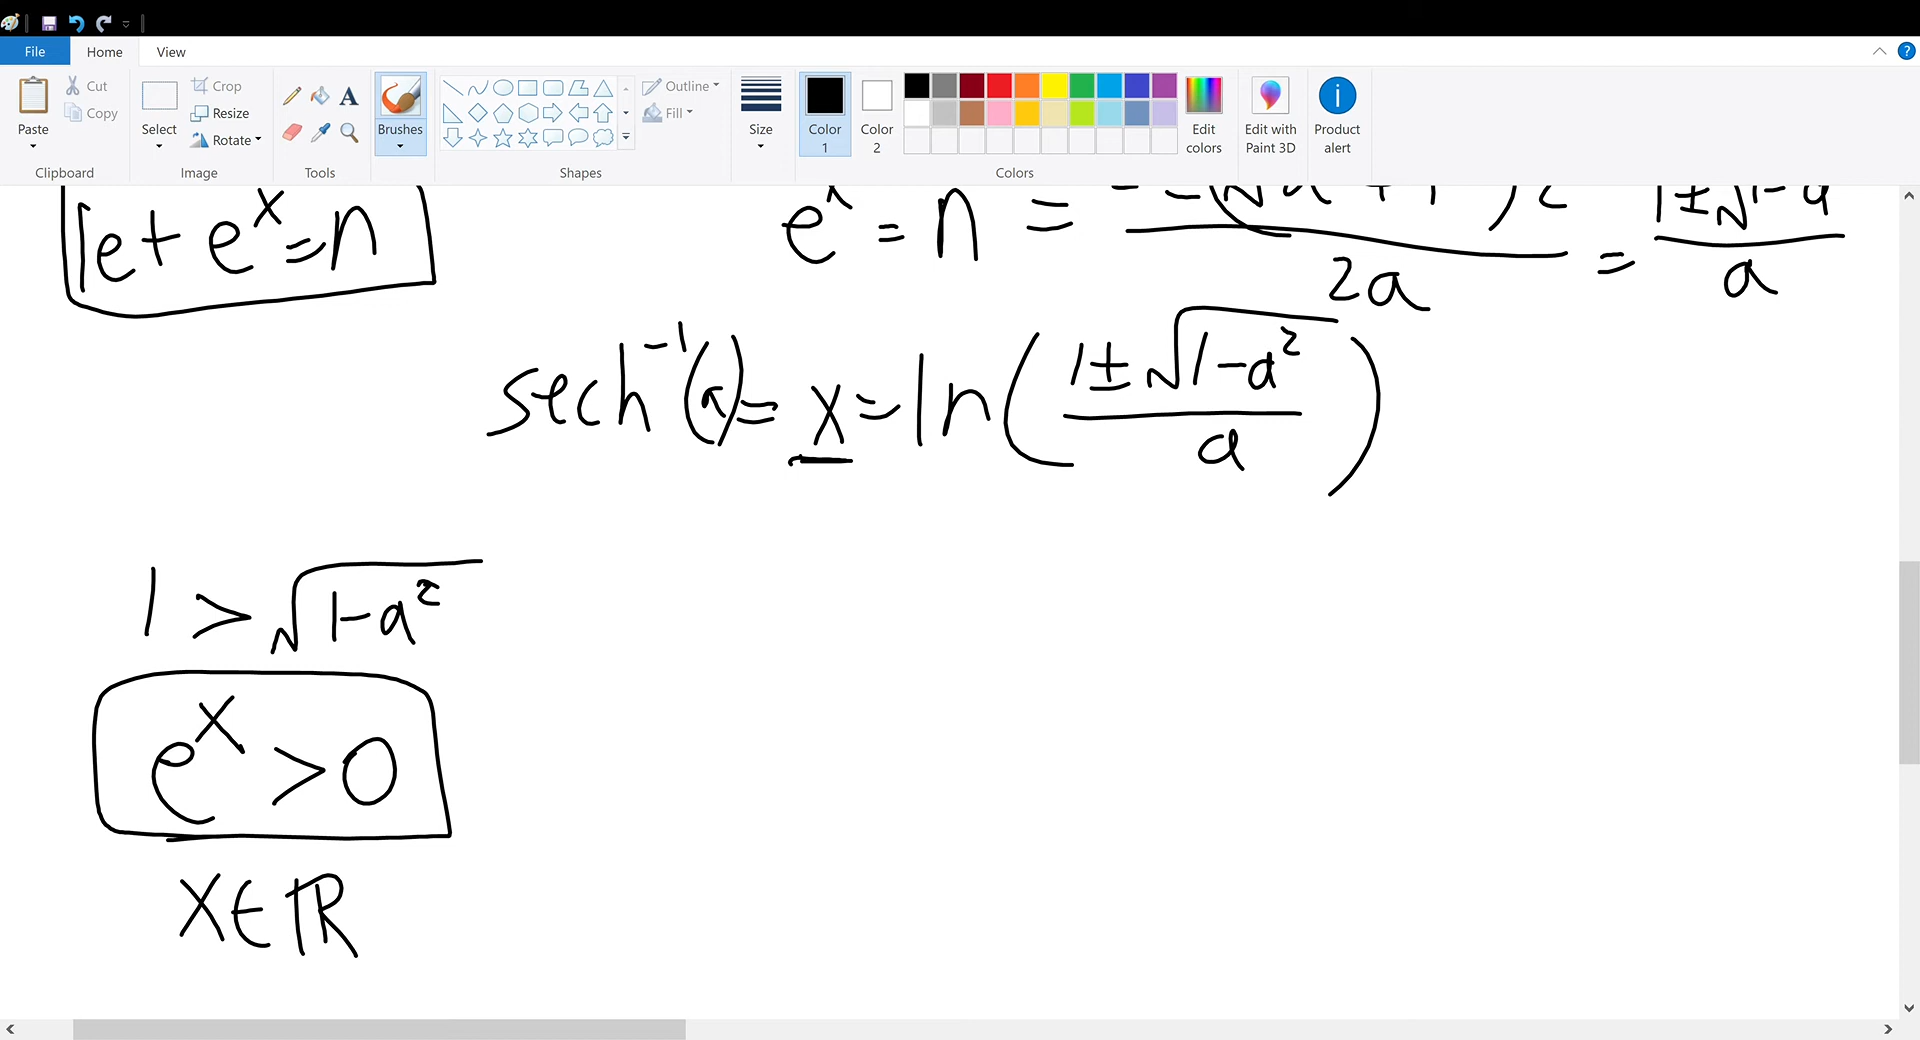 File Home View
Paste Cut Copy Clipboard
Select Crop Resize Rotate Image
A Tools
Brushes
Outline Fill Shapes
Size
Color 1 Color 2 Edit colors Colors
Edit with Paint 3D
Product alert
let e^x = n
e^x = n = / 2a = 1±√1-a / a
sech^-1(a) = x = ln(1±√1-a² / a)
1 > √1-a²
e^x > 0
x∈ℝ